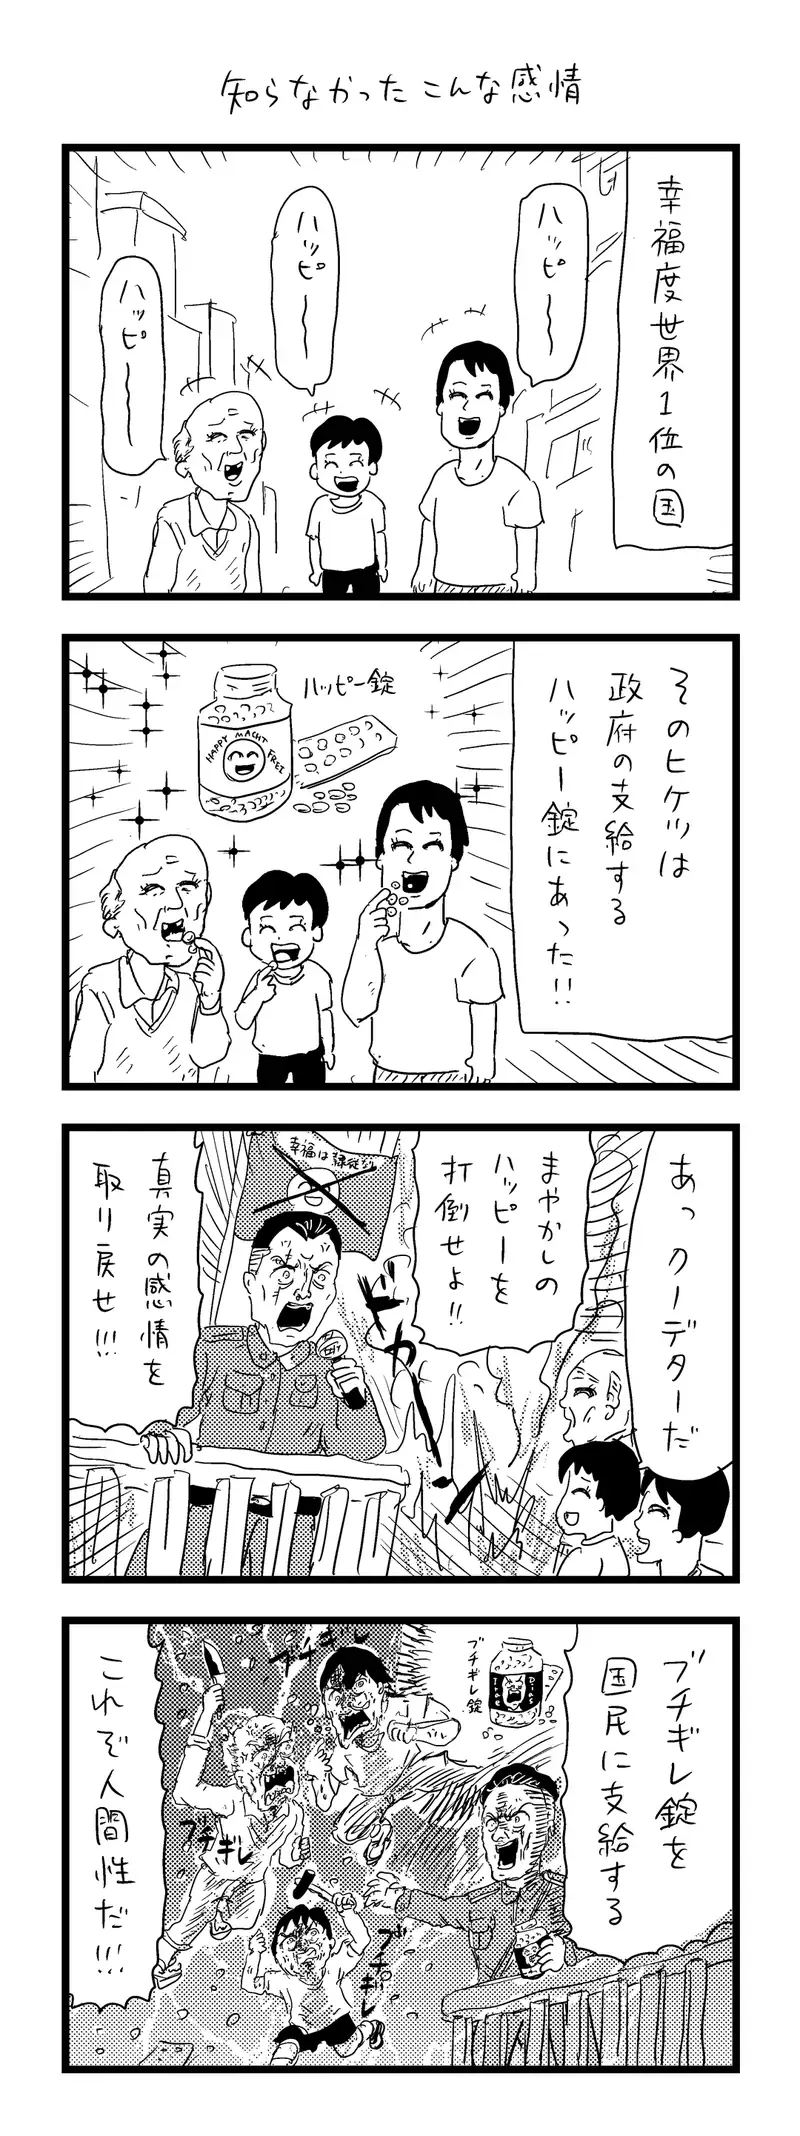 知らなかったこんな感情
幸福度世界1位の国
ハッピー〜
ハッピー〜
ハッピー〜
そのヒケツは
政府の支給する
ハッピー錠にあった!!
ハッピー錠
HAPPY MACHT FREI
あっクーデターだ
まやかしの
ハッピーを
打倒せよ!!
ドカーン
幸福は義務
真実の感情を
取り戻せ!!!
ブチギレ錠を
国民に支給する
ブチギレ錠
ブチギレ
ブチギレ
ブチギレ
これぞ人間性だ!!!